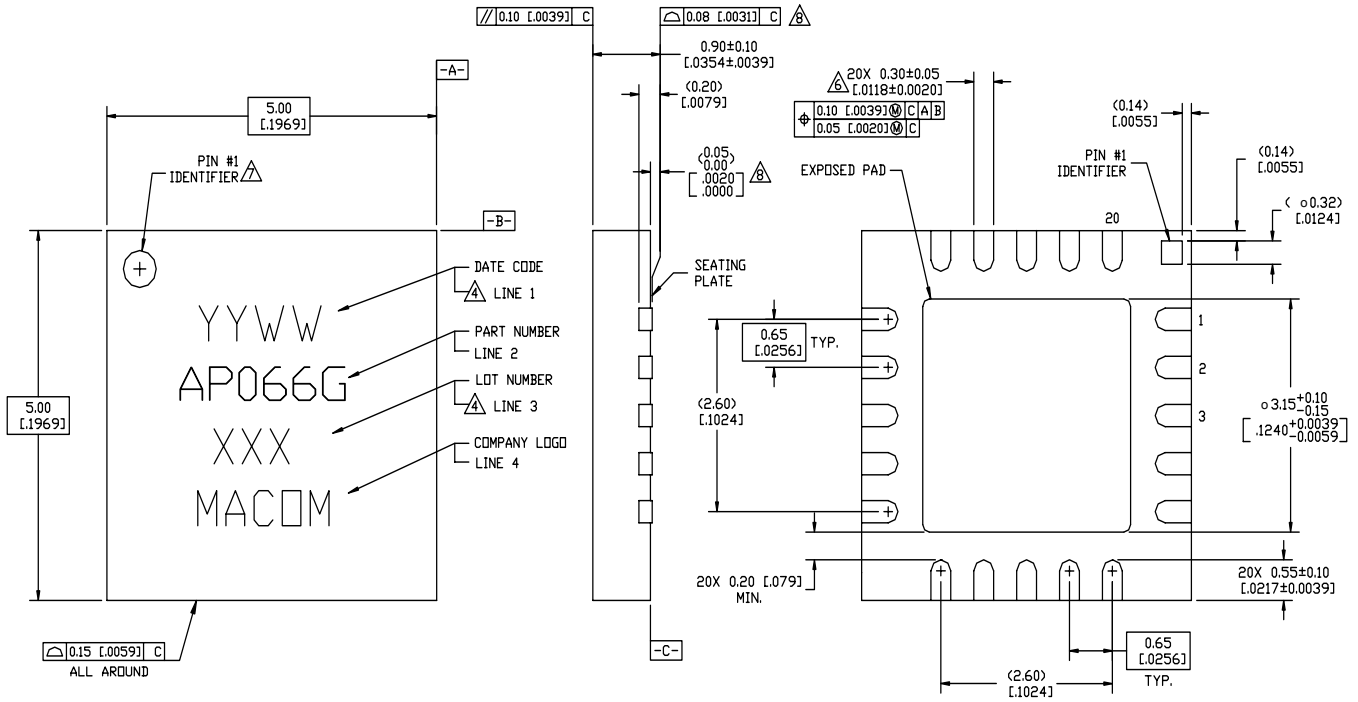 // 0.10 [.0039] C
⌓ 0.08 [.0031] C 8
0.90±0.10
[.0354±.0039]
(0.20)
[.0079]
(0.05)
(0.00)
[.0020]
[.0000]
8
-A-
5.00
[.1969]
PIN #1
IDENTIFIER 7
-B-
5.00
[.1969]
YYWW
AP066G
XXX
MACOM
DATE CODE
4 LINE 1
PART NUMBER
LINE 2
LOT NUMBER
4 LINE 3
COMPANY LOGO
LINE 4
⌓ 0.15 [.0059] C
ALL AROUND
SEATING
PLATE
-C-
6 20X 0.30±0.05
[.0118±0.0020]
⌖ 0.10 [.0039] Ⓜ C A B
0.05 [.0020] Ⓜ C
EXPOSED PAD
(0.14)
[.0055]
PIN #1
IDENTIFIER
(0.14)
[.0055]
( □0.32)
[.0124]
20
1
2
3
0.65
[.0256]
TYP.
(2.60)
[.1024]
□3.15 +0.10 -0.15
[.1240 +0.0039 -0.0059]
20X 0.20 [.079]
MIN.
20X 0.55±0.10
[.0217±0.0039]
0.65
[.0256]
TYP.
(2.60)
[.1024]